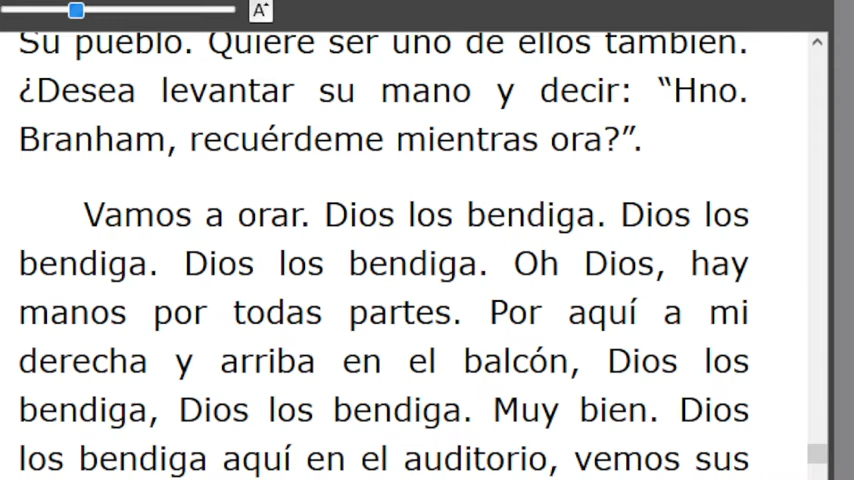 A
Su pueblo. Quiere ser uno de ellos también.
¿Desea levantar su mano y decir: “Hno.
Branham, recuérdeme mientras ora?”.
Vamos a orar. Dios los bendiga. Dios los
bendiga. Dios los bendiga. Oh Dios, hay
manos por todas partes. Por aquí a mi
derecha y arriba en el balcón, Dios los
bendiga, Dios los bendiga. Muy bien. Dios
los bendiga aquí en el auditorio, vemos sus